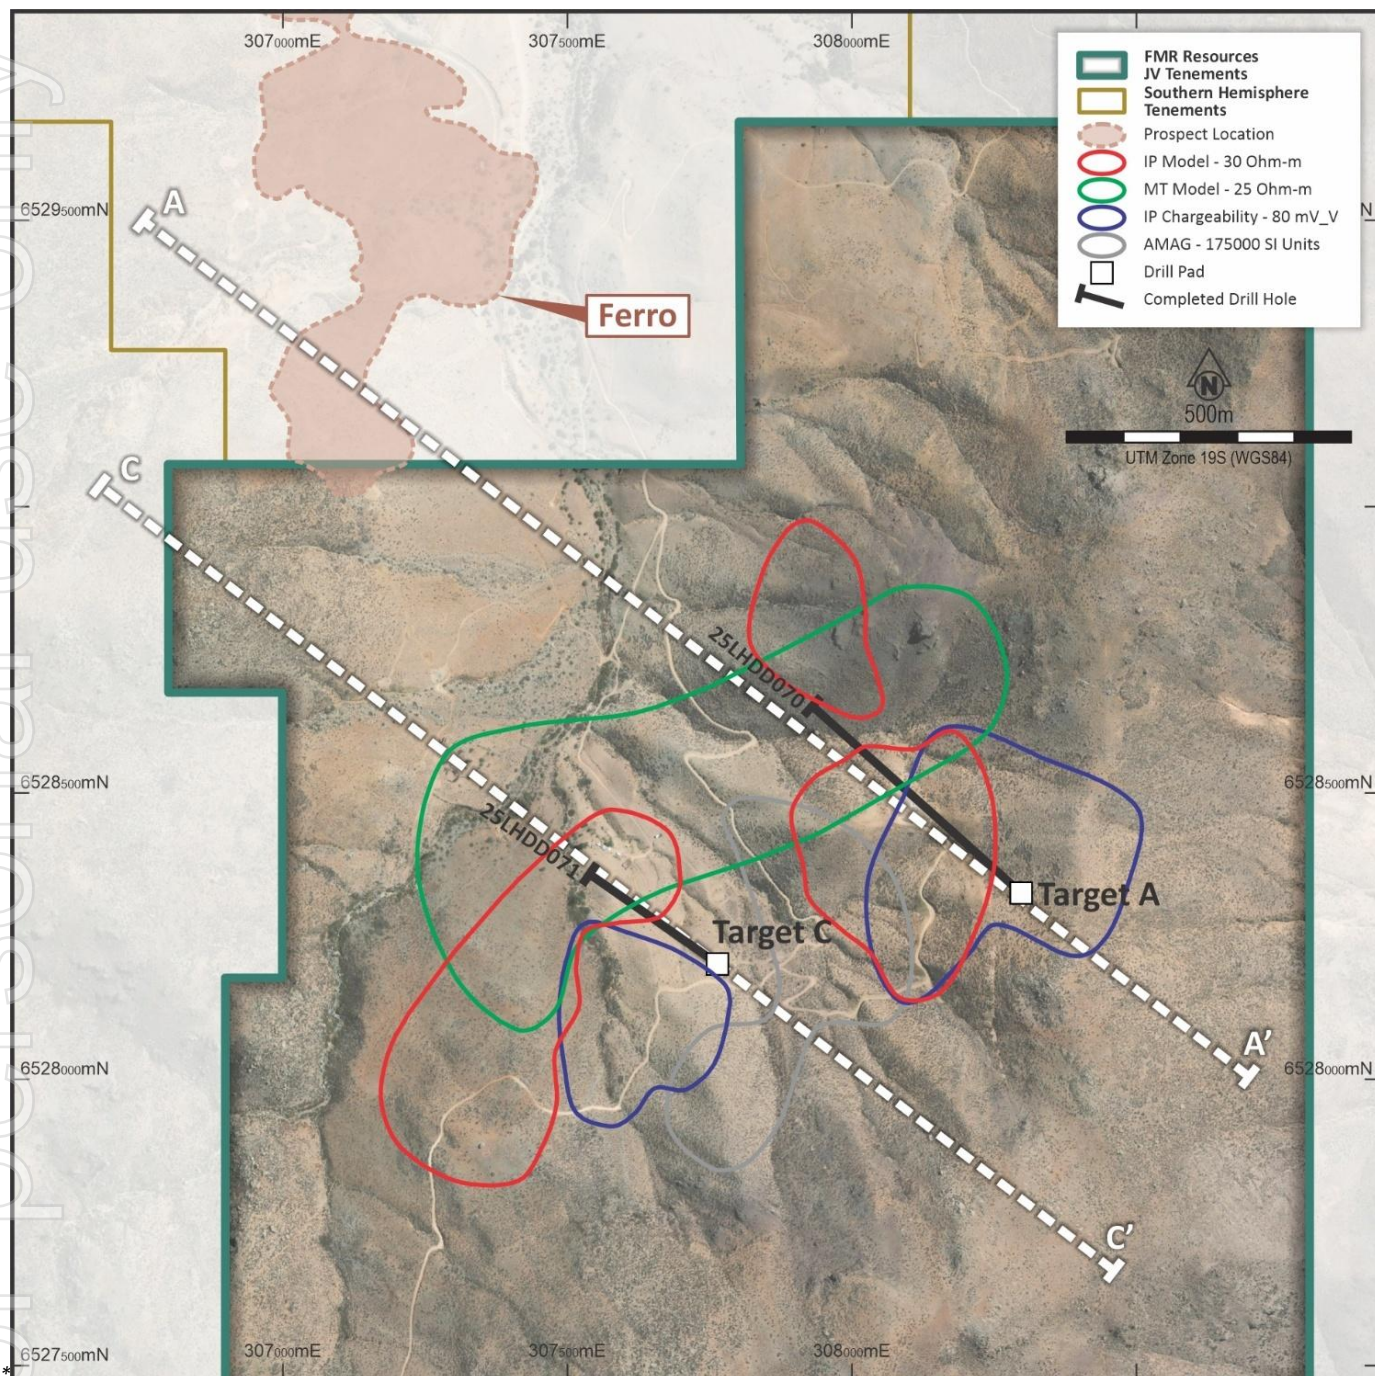 307000mE
307500mE
308000mE
FMR Resources
JV Tenements
Southern Hemisphere
Tenements
Prospect Location
IP Model - 30 Ohm-m
MT Model - 25 Ohm-m
IP Chargeability - 80 mV_V
AMAG - 175000 SI Units
Drill Pad
Completed Drill Hole
A
6529500mN
N
Ferro
N
500m
UTM Zone 19S (WGS84)
C
25LHDD070
6528500mN
6528500mN
25LHDD071
Target A
Target C
A’
6528000mN
6528000mN
C’
6527500mN
307000mE
307500mE
308000mE
*